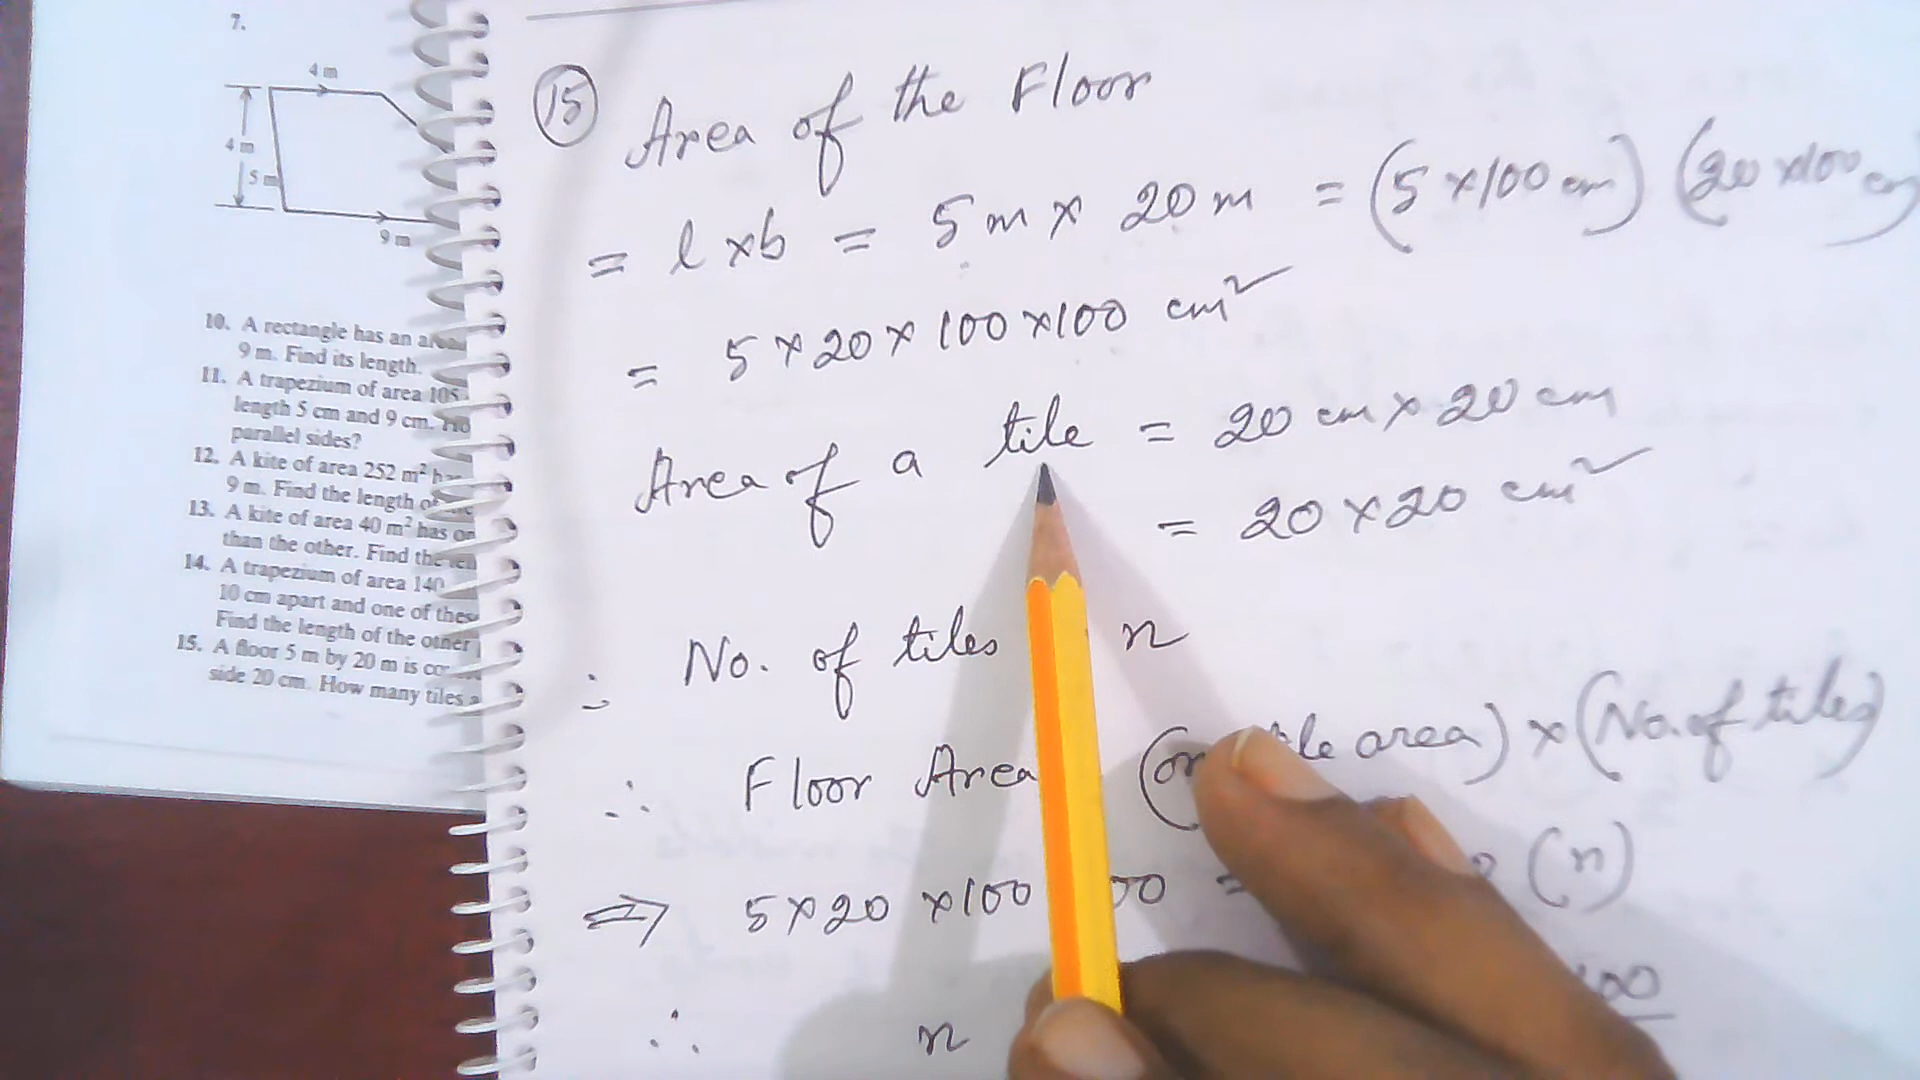 7.
4 m
4 m
5 m
9 m
10. A rectangle has an
9 m. Find its length.
11. A trapezium of area 105
length 5 cm and 9 cm.
parallel sides?
12. A kite of area 252 m²
9 m. Find the length of
13. A kite of area 40 m² has on
than the other. Find the
14. A trapezium of area 140
10 cm apart and one of these
Find the length of the other
15. A floor 5 m by 20 m is
side 20 cm. How many tiles
15 Area of the Floor
= l × b = 5 m × 20 m = (5 × 100 cm) (20 × 100 cm
= 5 × 20 × 100 × 100 cm²
Area of a tile = 20 cm × 20 cm
= 20 × 20 cm²
∴ No. of tiles n
∴ Floor Area (on le area) × (No. of tiles)
⇒ 5 × 20 × 100 00 = (n)
00
∴ n